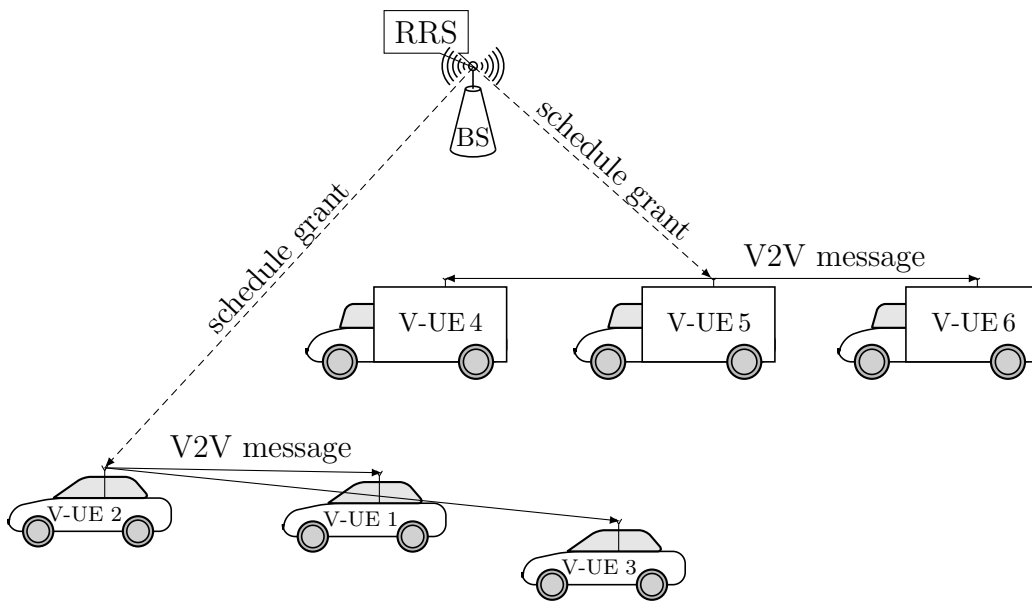 RRS
BS
schedule grant
schedule grant
V2V message
V-UE 4
V-UE 5
V-UE 6
V2V message
V-UE 2
V-UE 1
V-UE 3